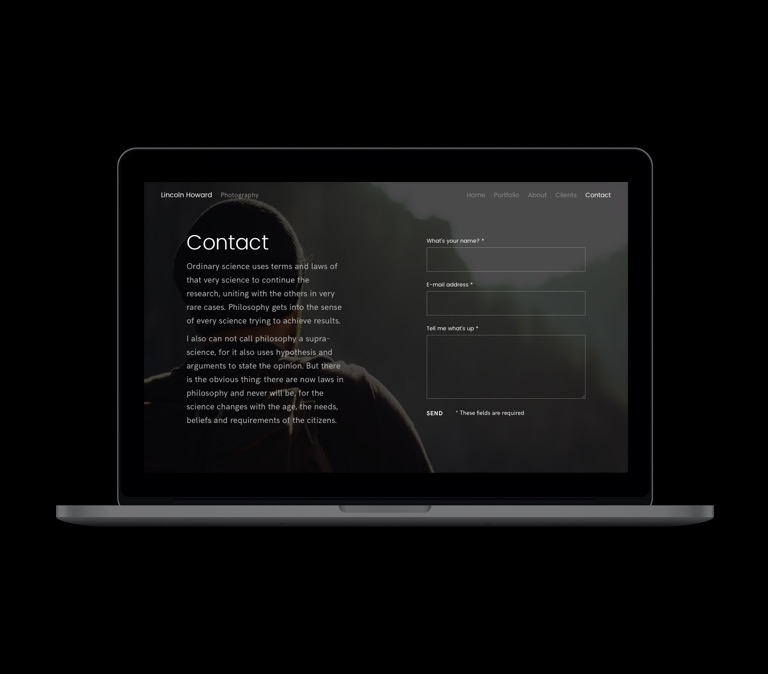 Lincoln Howard Photography
Home Portfolio About Clients Contact
Contact
Ordinary science uses terms and laws of
that very science to continue the
research, uniting with the others in very
rare cases. Philosophy gets into the sense
of every science trying to achieve results.
I also can not call philosophy a supra-
science, for it also uses hypothesis and
arguments to state the opinion. But there
is the obvious thing: there are now laws in
philosophy and never will be, for the
science changes with the age, the needs,
beliefs and requirements of the citizens.
What's your name? *
E-mail address *
Tell me what's up *
SEND * These fields are required